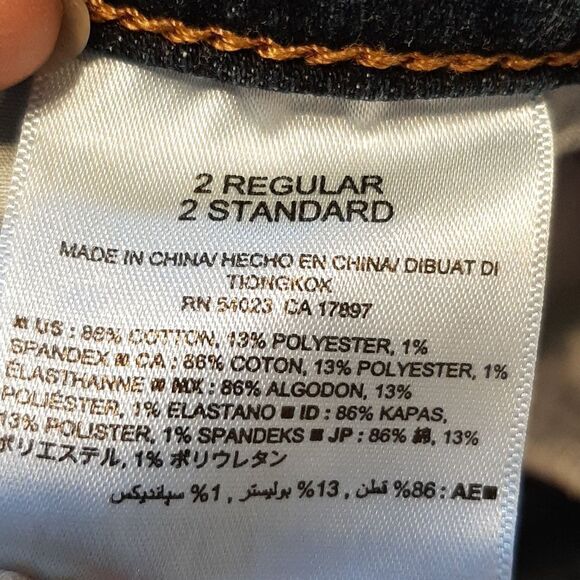 2 REGULAR
2 STANDARD
MADE IN CHINA/ HECHO EN CHINA/ DIBUAT DI
TIONGKOK
RN 54023 CA 17897
■ US : 86% COTTON, 13% POLYESTER, 1%
SPANDEX ■ CA : 86% COTON, 13% POLYESTER, 1%
ÉLASTHANNE ■ MX : 86% ALGODON, 13%
POLIÉSTER, 1% ELASTANO ■ ID : 86% KAPAS,
13% POLISTER, 1% SPANDEKS ■ JP : 86% 綿, 13%
ポリエステル, 1% ポリウレタン
■AE : 86% قطن , 13% بوليستر , 1% سباندیكس